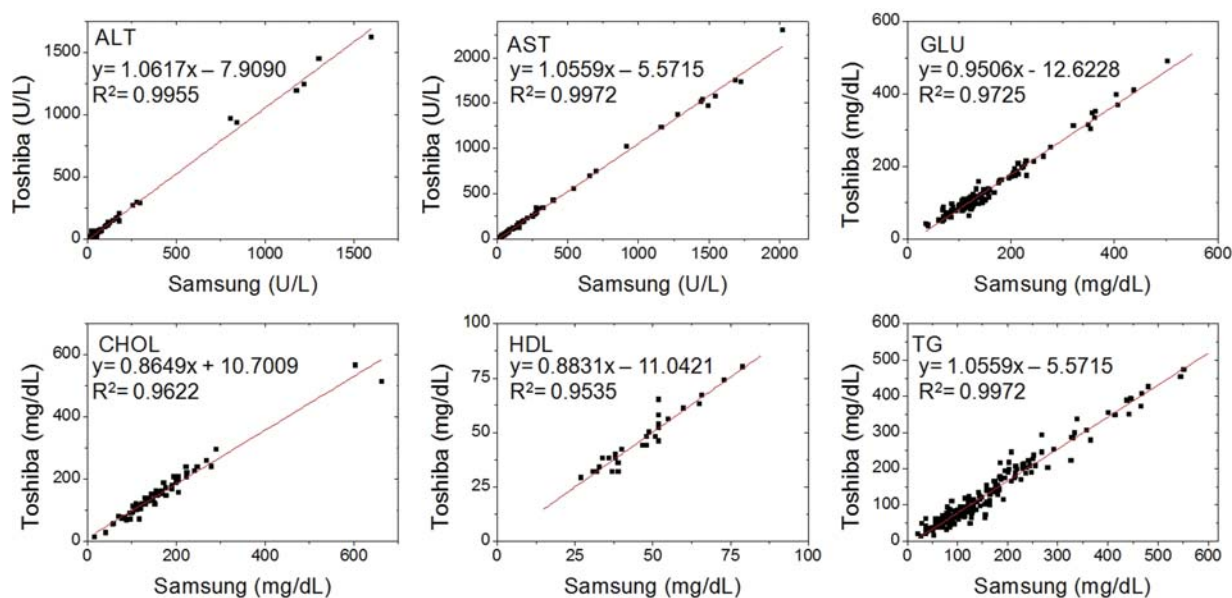 ALT
y= 1.0617x – 7.9090
R²= 0.9955
Toshiba (U/L)
1500
1000
500
0
0 500 1000 1500
Samsung (U/L)
AST
y= 1.0559x – 5.5715
R²= 0.9972
Toshiba (U/L)
2000
1500
1000
500
0
0 500 1000 1500 2000
Samsung (U/L)
GLU
y= 0.9506x - 12.6228
R²= 0.9725
Toshiba (mg/dL)
600
400
200
0
0 200 400 600
Samsung (mg/dL)
CHOL
y= 0.8649x + 10.7009
R²= 0.9622
Toshiba (mg/dL)
600
400
200
0
0 200 400 600
Samsung (mg/dL)
HDL
y= 0.8831x – 11.0421
R²= 0.9535
Toshiba (mg/dL)
100
75
50
25
0
0 25 50 75 100
Samsung (mg/dL)
TG
y= 1.0559x – 5.5715
R²= 0.9972
Toshiba (mg/dL)
600
500
400
300
200
100
0
0 100 200 300 400 500 600
Samsung (mg/dL)